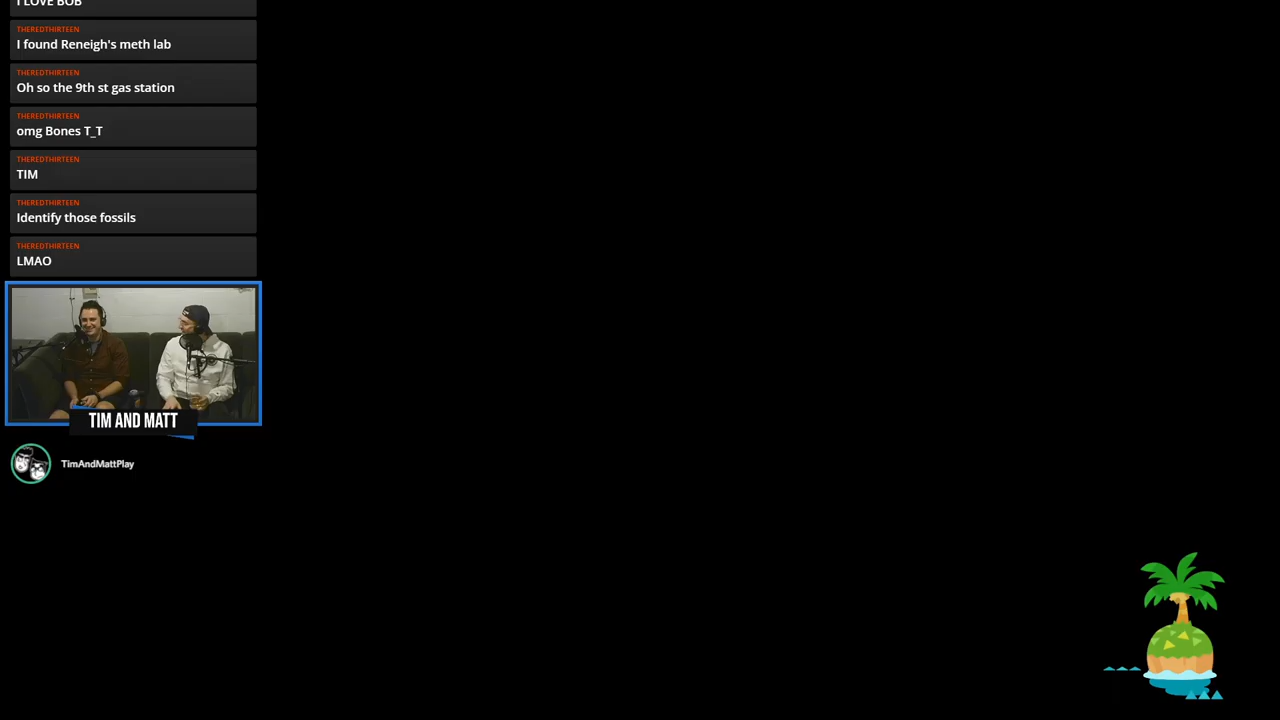 I LOVE BOB
THEREDTHIRTEEN
I found Reneigh's meth lab
THEREDTHIRTEEN
Oh so the 9th st gas station
THEREDTHIRTEEN
omg Bones T_T
THEREDTHIRTEEN
TIM
THEREDTHIRTEEN
Identify those fossils
THEREDTHIRTEEN
LMAO
TIM AND MATT
TimAndMattPlay